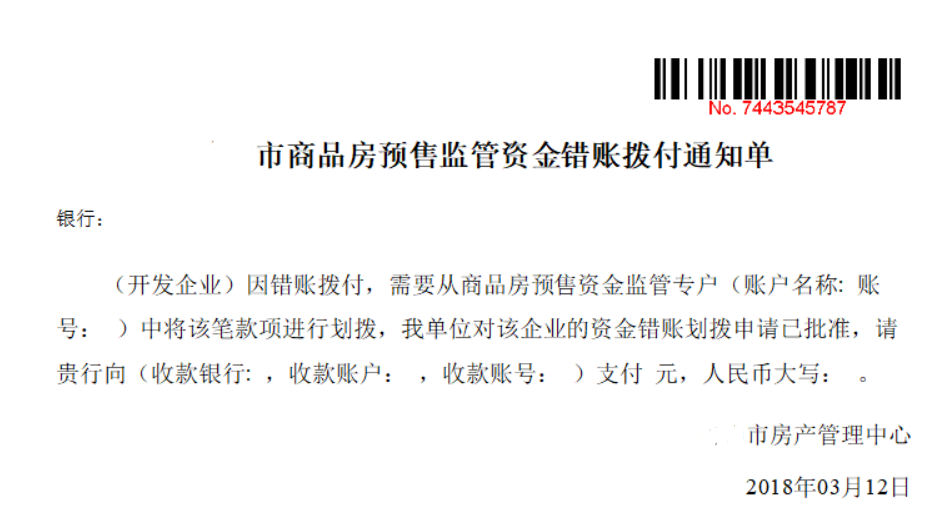 No. 7443545787
市商品房预售监管资金错账拨付通知单
银行：
（开发企业）因错账拨付，需要从商品房预售资金监管专户（账户名称: 账
号： ）中将该笔款项进行划拨，我单位对该企业的资金错账划拨申请已批准，请
贵行向（收款银行: ，收款账户： ，收款账号： ）支付 元，人民币大写： 。
市房产管理中心
2018年03月12日